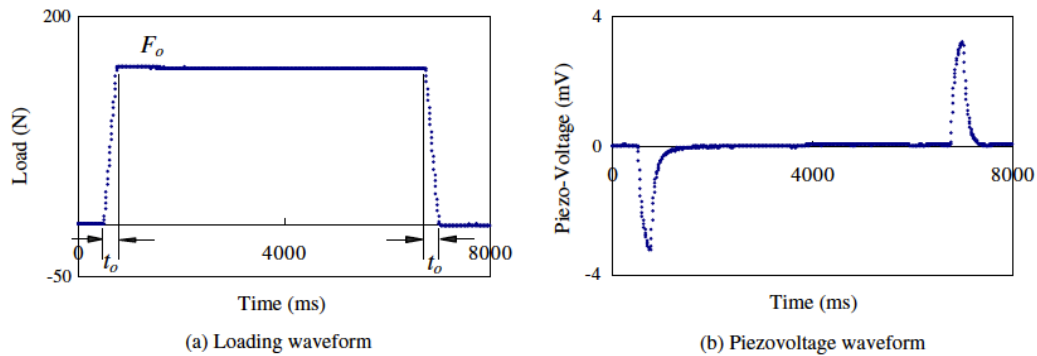 200
F_o
Load (N)
0
4000
8000
t_o
t_o
-50
Time (ms)
(a) Loading waveform
4
Piezo-Voltage (mV)
0
0
4000
8000
-4
Time (ms)
(b) Piezovoltage waveform